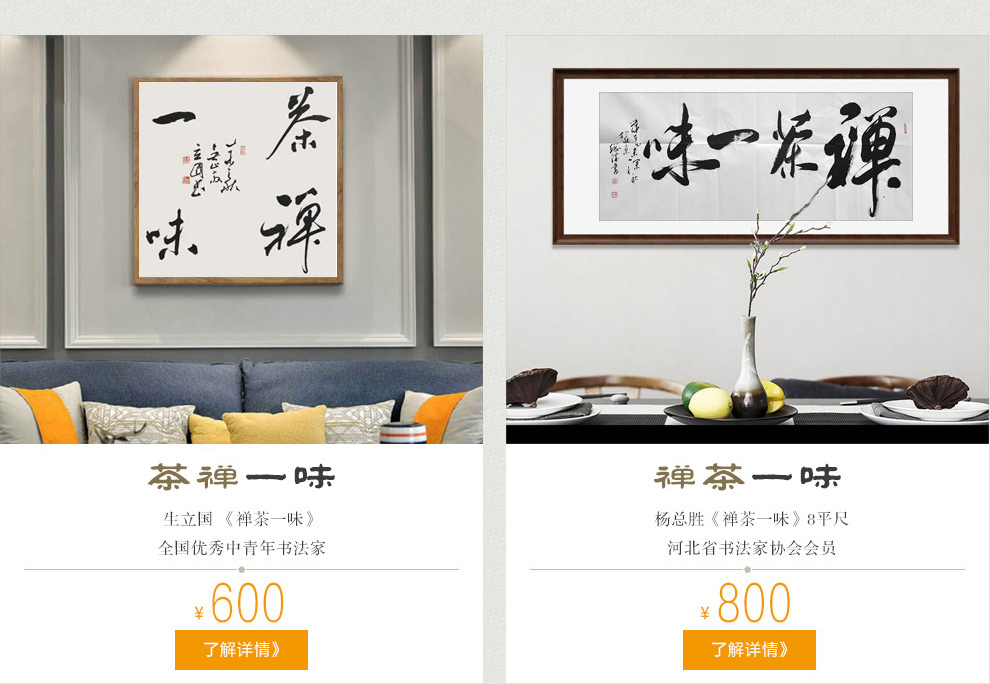 茶禅
一味
禅茶一味
茶禅一味
生立国 《禅茶一味》
全国优秀中青年书法家
¥600
了解详情》
禅茶一味
杨总胜《禅茶一味》8平尺
河北省书法家协会会员
¥800
了解详情》